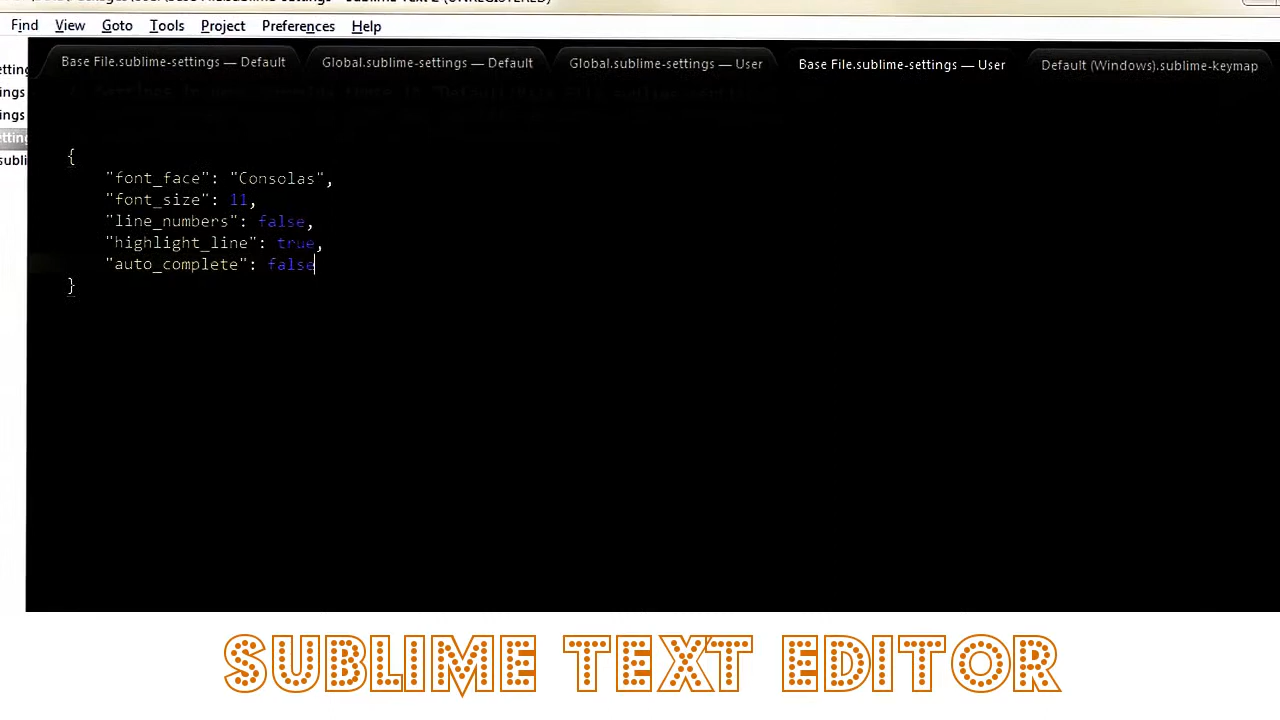 Find View Goto Tools Project Preferences Help
Base File.sublime-settings — Default Global.sublime-settings — Default Global.sublime-settings — User Base File.sublime-settings — User Default (Windows).sublime-keymap
{
"font_face": "Consolas",
"font_size": 11,
"line_numbers": false,
"highlight_line": true,
"auto_complete": false
}
SUBLIME TEXT EDITOR